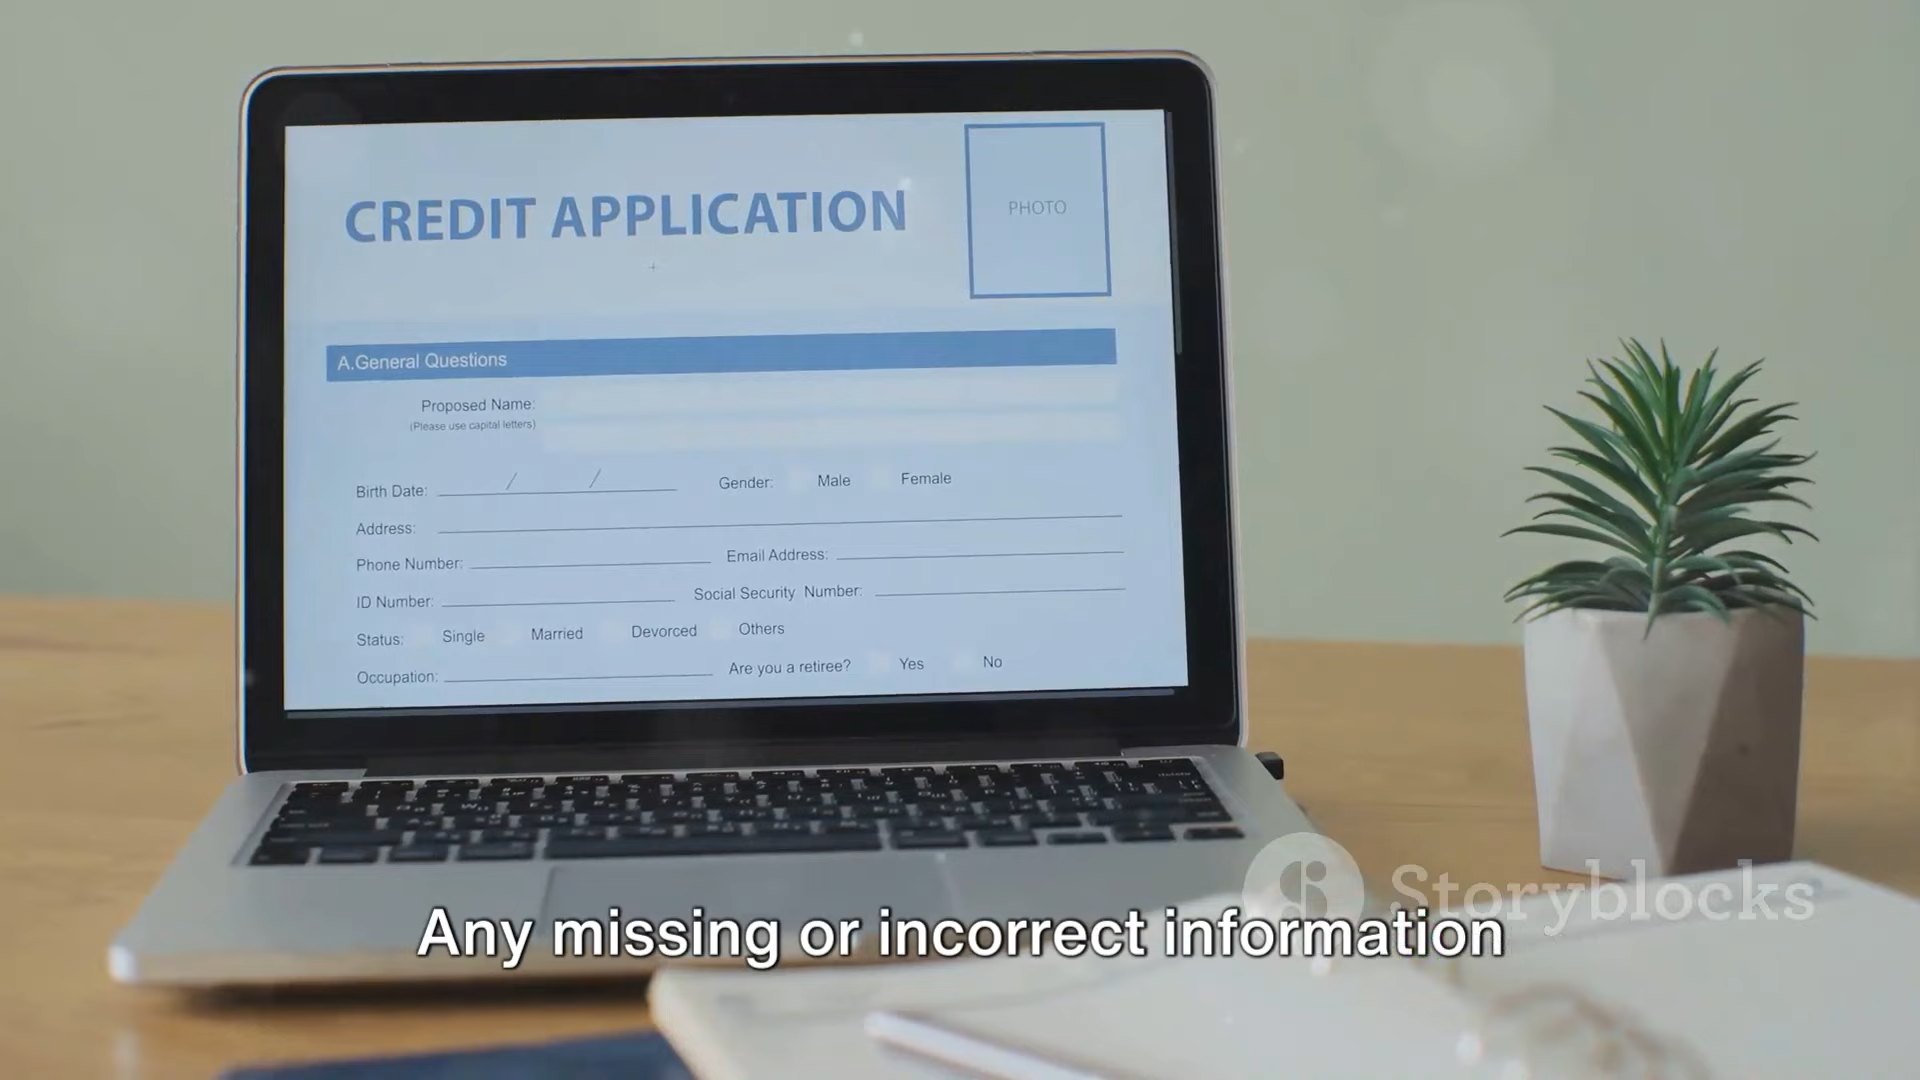 CREDIT APPLICATION
PHOTO
A.General Questions
Proposed Name:
(Please use capital letters)
Birth Date: / / Gender: Male Female
Address:
Phone Number: Email Address:
ID Number: Social Security Number:
Status: Single Married Devorced Others
Occupation: Are you a retiree? Yes No
Storyblocks
Any missing or incorrect information